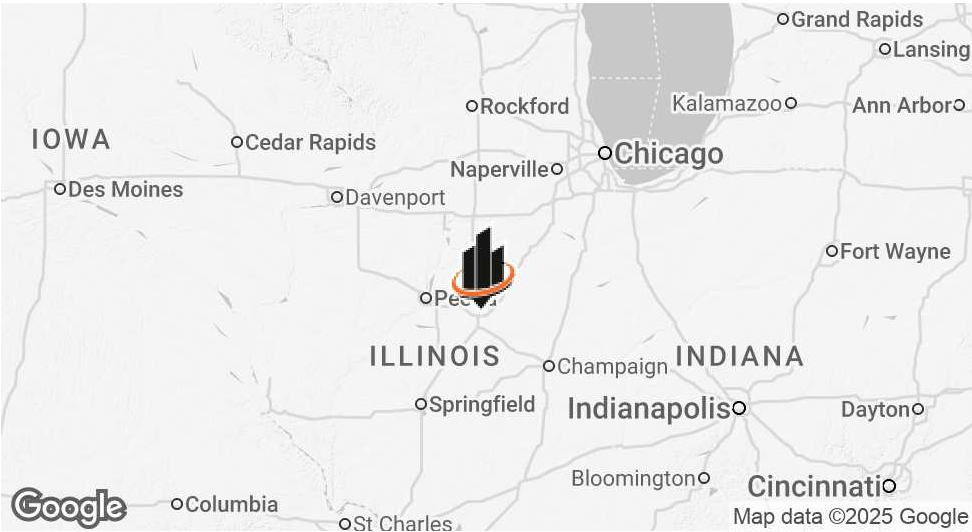 Grand Rapids
Lansing
Rockford
Kalamazoo
Ann Arbor
IOWA
Cedar Rapids
Chicago
Naperville
Des Moines
Davenport
Fort Wayne
ILLINOIS
INDIANA
Champaign
Springfield
Indianapolis
Dayton
Bloomington
Cincinnati
Columbia
Google
St Charles
Map data ©2025 Google